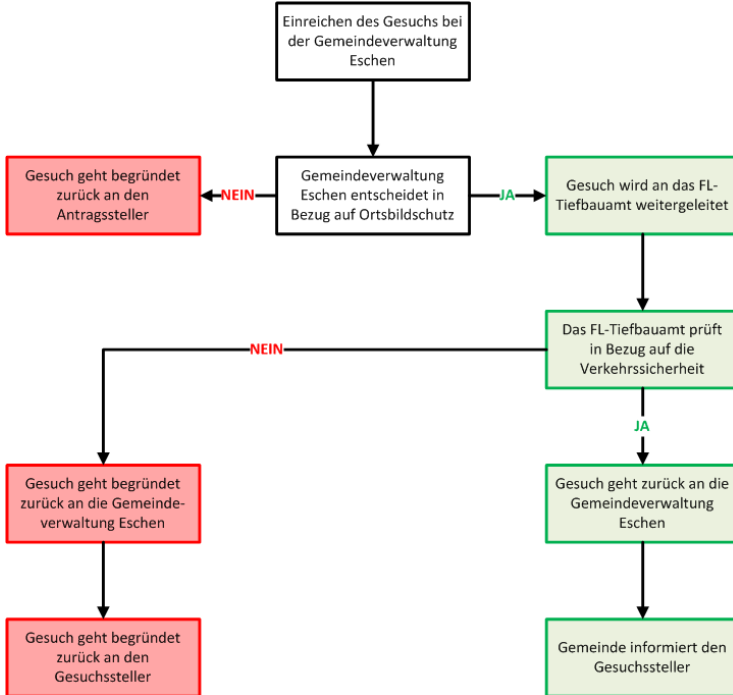 Einreichen des Gesuchs bei
der Gemeindeverwaltung
Eschen
Gesuch geht begründet
zurück an den
Antragssteller
NEIN
Gemeindeverwaltung
Eschen entscheidet in
Bezug auf Ortsbildschutz
JA
Gesuch wird an das FL-
Tiefbauamt weitergeleitet
Das FL-Tiefbauamt prüft
in Bezug auf die
Verkehrssicherheit
NEIN
JA
Gesuch geht begründet
zurück an die Gemeinde-
verwaltung Eschen
Gesuch geht zurück an die
Gemeindeverwaltung
Eschen
Gesuch geht begründet
zurück an den
Gesuchssteller
Gemeinde informiert den
Gesuchssteller